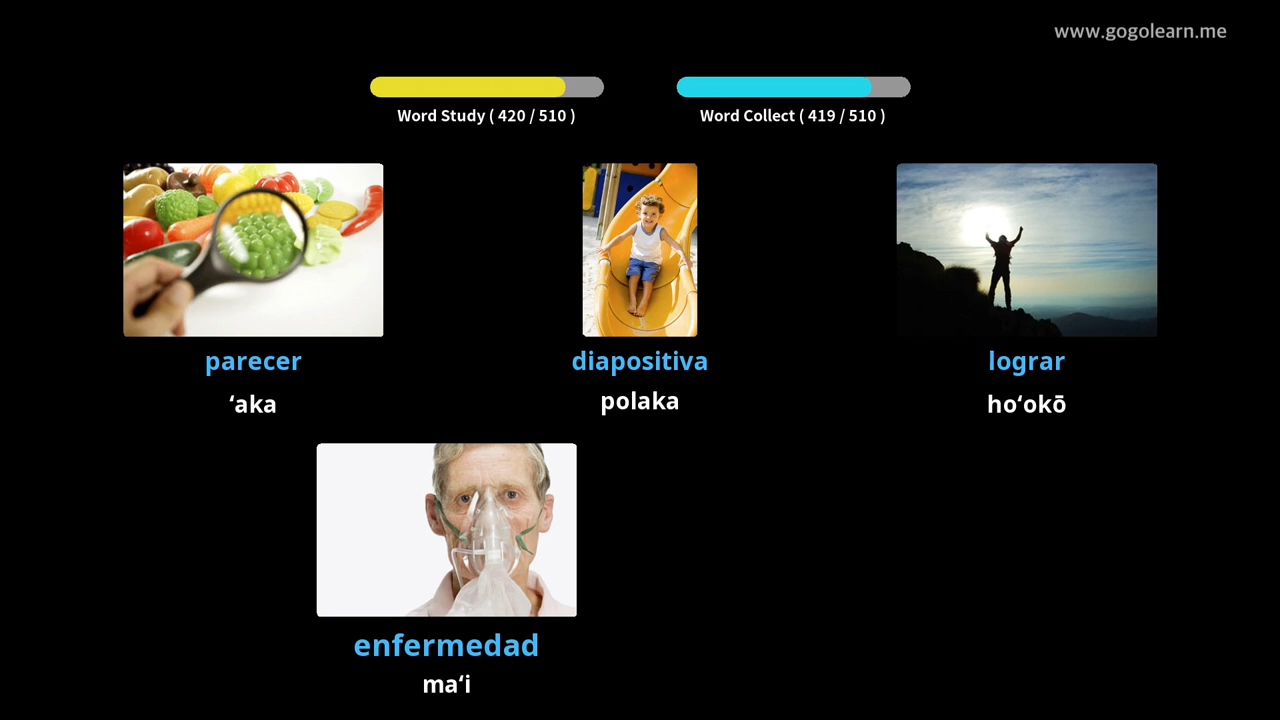 www.gogolearn.me
Word Study ( 420 / 510 )
Word Collect ( 419 / 510 )
parecer
diapositiva
lograr
ʻaka
polaka
hoʻokō
enfermedad
maʻi